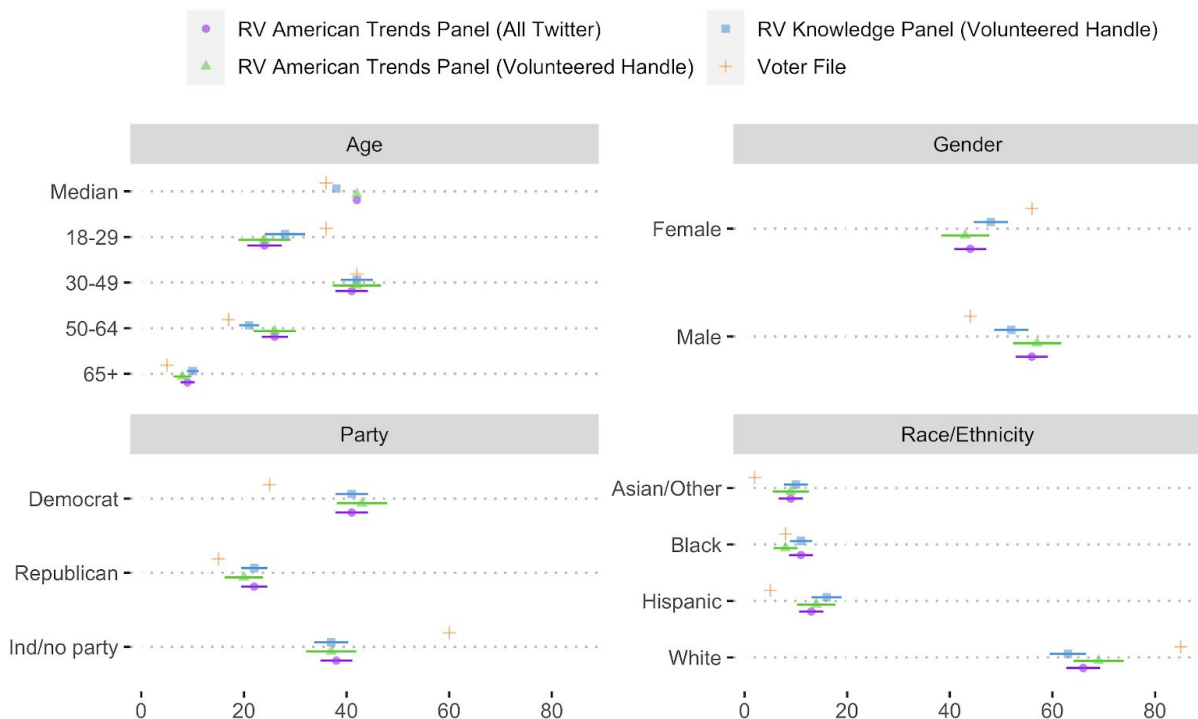 RV American Trends Panel (All Twitter)
RV Knowledge Panel (Volunteered Handle)
RV American Trends Panel (Volunteered Handle)
Voter File
Age
Median
18-29
30-49
50-64
65+
Gender
Female
Male
Party
Democrat
Republican
Ind/no party
0 20 40 60 80
Race/Ethnicity
Asian/Other
Black
Hispanic
White
0 20 40 60 80